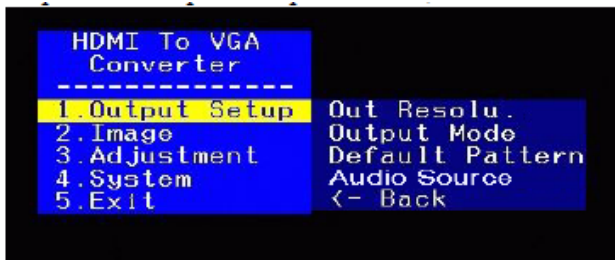 HDMI To VGA
Converter
--------------
1.Output Setup
2.Image
3.Adjustment
4.System
5.Exit
Out Resolu.
Output Mode
Default Pattern
Audio Source
<- Back